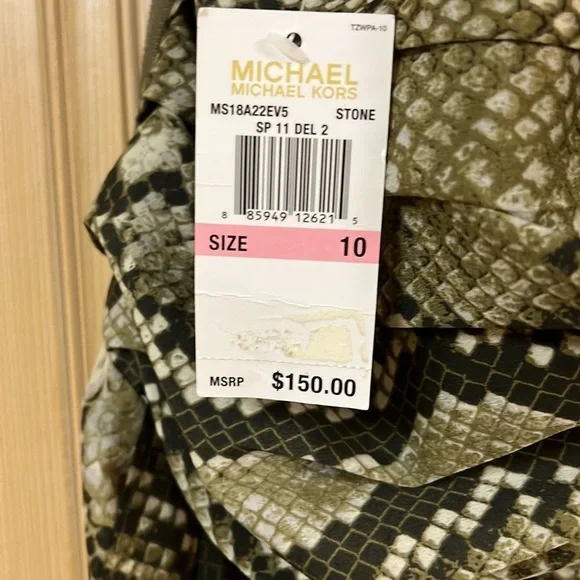 TZWPA-10
MICHAEL
MICHAEL KORS
MS18A22EV5 STONE
SP 11 DEL 2
8 85949 12621 5
SIZE 10
MSRP $150.00